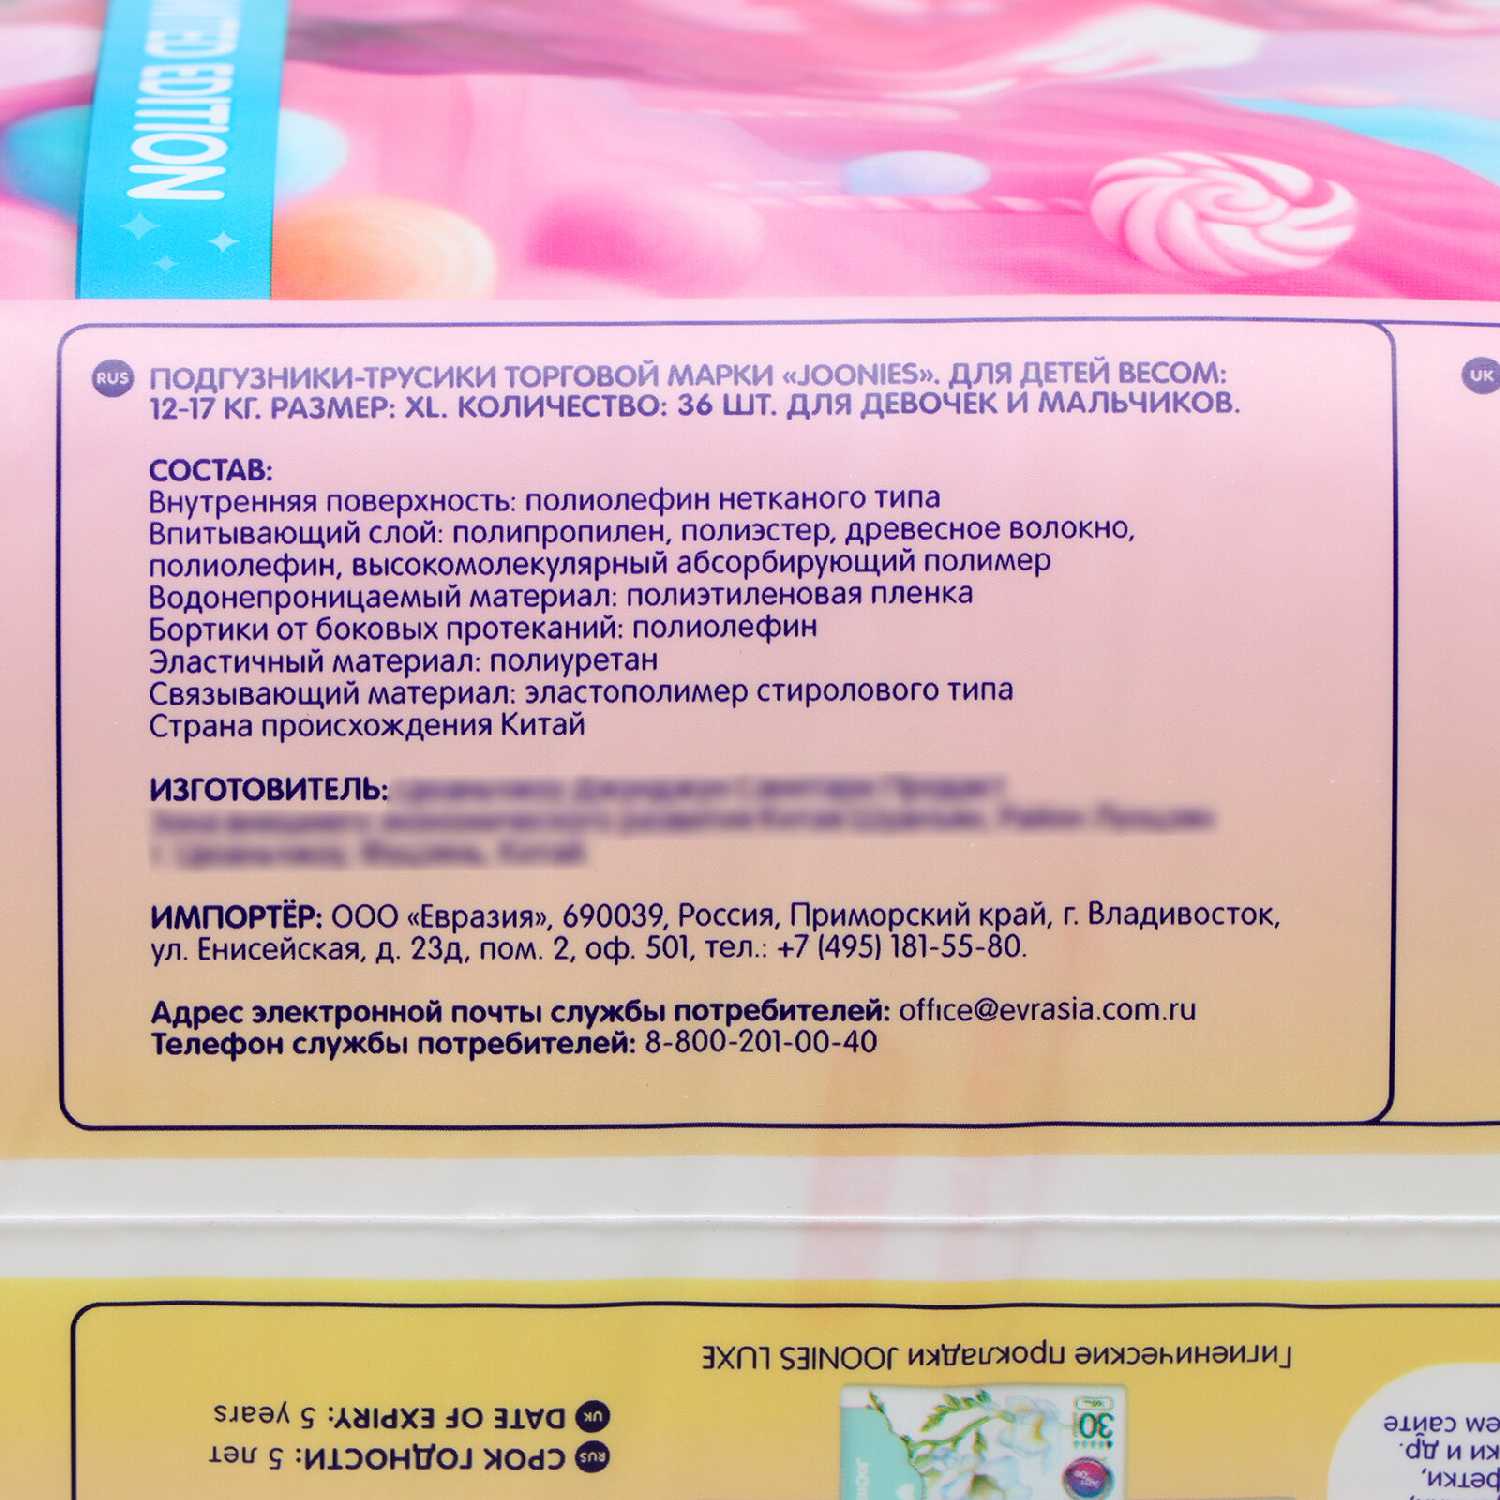 ITED EDITION
RUS ПОДГУЗНИКИ-ТРУСИКИ ТОРГОВОЙ МАРКИ «JOONIES». ДЛЯ ДЕТЕЙ ВЕСОМ:
12-17 КГ. РАЗМЕР: XL. КОЛИЧЕСТВО: 36 ШТ. ДЛЯ ДЕВОЧЕК И МАЛЬЧИКОВ.
UK
СОСТАВ:
Внутренняя поверхность: полиолефин нетканого типа
Впитывающий слой: полипропилен, полиэстер, древесное волокно,
полиолефин, высокомолекулярный абсорбирующий полимер
Водонепроницаемый материал: полиэтиленовая пленка
Бортики от боковых протеканий: полиолефин
Эластичный материал: полиуретан
Связывающий материал: эластополимер стиролового типа
Страна происхождения Китай
ИЗГОТОВИТЕЛЬ:
ИМПОРТЁР: ООО «Евразия», 690039, Россия, Приморский край, г. Владивосток,
ул. Енисейская, д. 23д, пом. 2, оф. 501, тел.: +7 (495) 181-55-80.
Адрес электронной почты службы потребителей: office@evrasia.com.ru
Телефон службы потребителей: 8-800-201-00-40
Гигиенические прокладки JOONIES LUXE
30
UK DATE OF EXPIRY: 5 years
RUS СРОК ГОДНОСТИ: 5 лет
ем сайте
ки и др.
ретки,